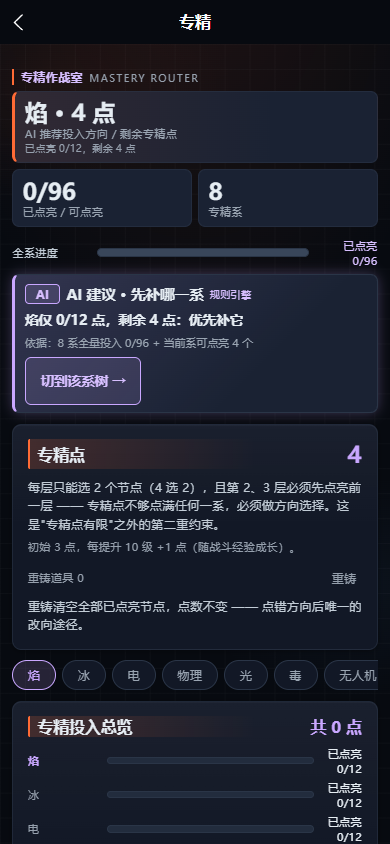 专精
专精作战室 MASTERY ROUTER
焰 · 4 点
AI 推荐投入方向 / 剩余专精点
已点亮 0/12，剩余 4 点
0/96
已点亮 / 可点亮
8
专精系
全系进度
已点亮
0/96
AI AI 建议 · 先补哪一系 规则引擎
焰仅 0/12 点，剩余 4 点：优先补它
依据：8 系全量投入 0/96 + 当前系可点亮 4 个
切到该系树 →
专精点 4
每层只能选 2 个节点（4 选 2），且第 2、3 层必须先点亮前
一层 —— 专精点不够点满任何一系，必须做方向选择。这
是"专精点有限"之外的第二重约束。
初始 3 点，每提升 10 级 +1 点（随战斗经验成长）。
重铸道具 0 重铸
重铸清空全部已点亮节点，点数不变 —— 点错方向后唯一的
改向途径。
焰 冰 电 物理 光 毒 无人机
专精投入总览 共 0 点
焰
已点亮
0/12
冰
已点亮
0/12
电
已点亮
0/12